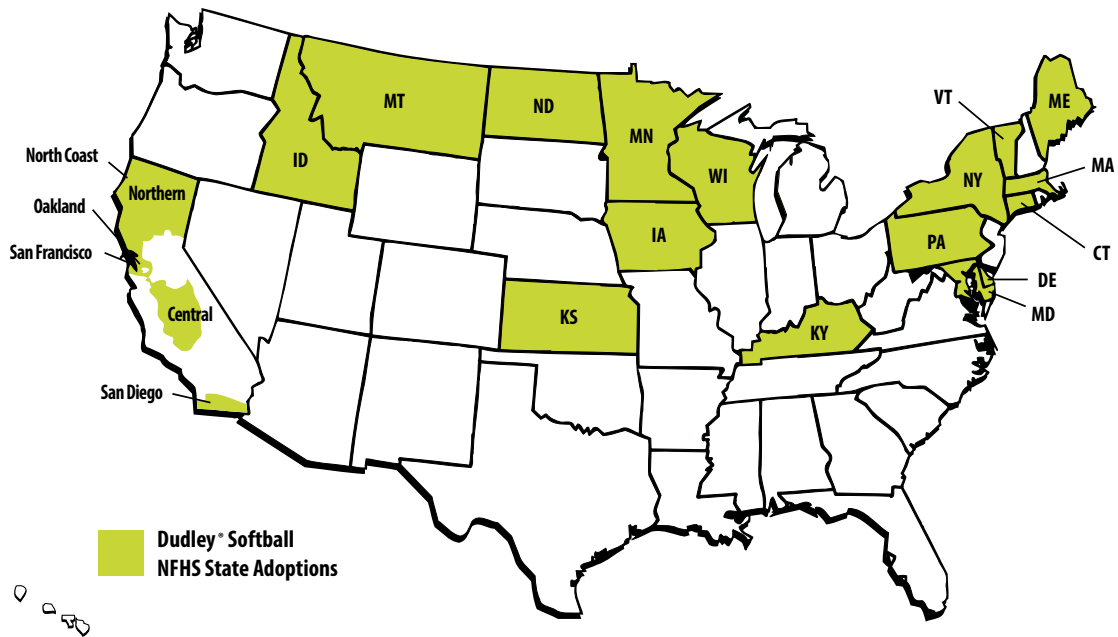 MT
ND
MN
ID
WI
IA
KS
KY
VT
ME
NY
MA
PA
CT
DE
MD
North Coast
Northern
Oakland
San Francisco
Central
San Diego
Dudley® Softball
NFHS State Adoptions